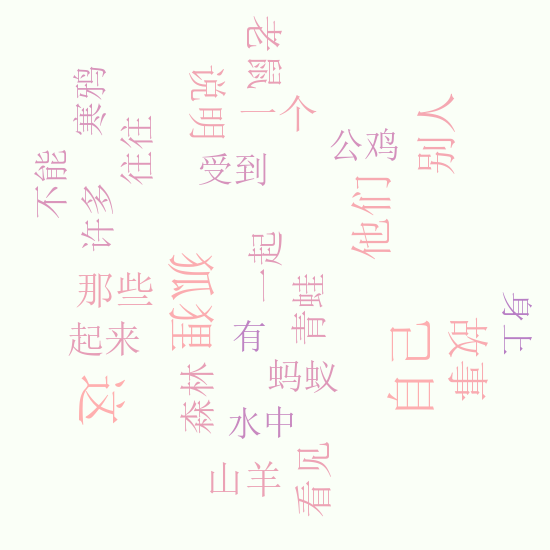 老鼠
说明
寒鸦
一个
别人
往往
公鸡
受到
不能
许多
他们
一起
狐狸
那些
青蛙
身上
起来
有
自己
故事
蚂蚁
这
森林
水中
山羊
看见